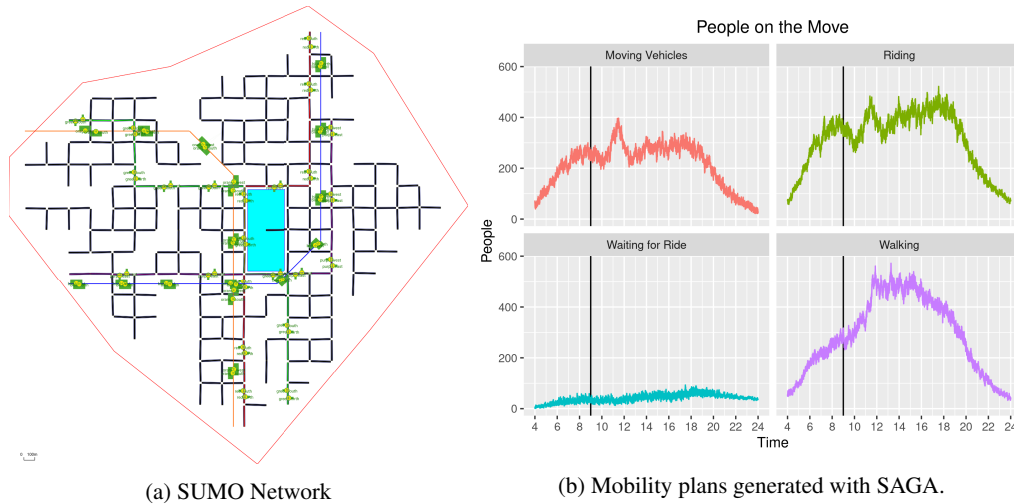 People on the Move
Moving Vehicles
Riding
600
400
200
0
Waiting for Ride
Walking
600
400
200
0
People
4 6 8 10 12 14 16 18 20 22 24
4 6 8 10 12 14 16 18 20 22 24
Time
0 100m
(a) SUMO Network
(b) Mobility plans generated with SAGA.